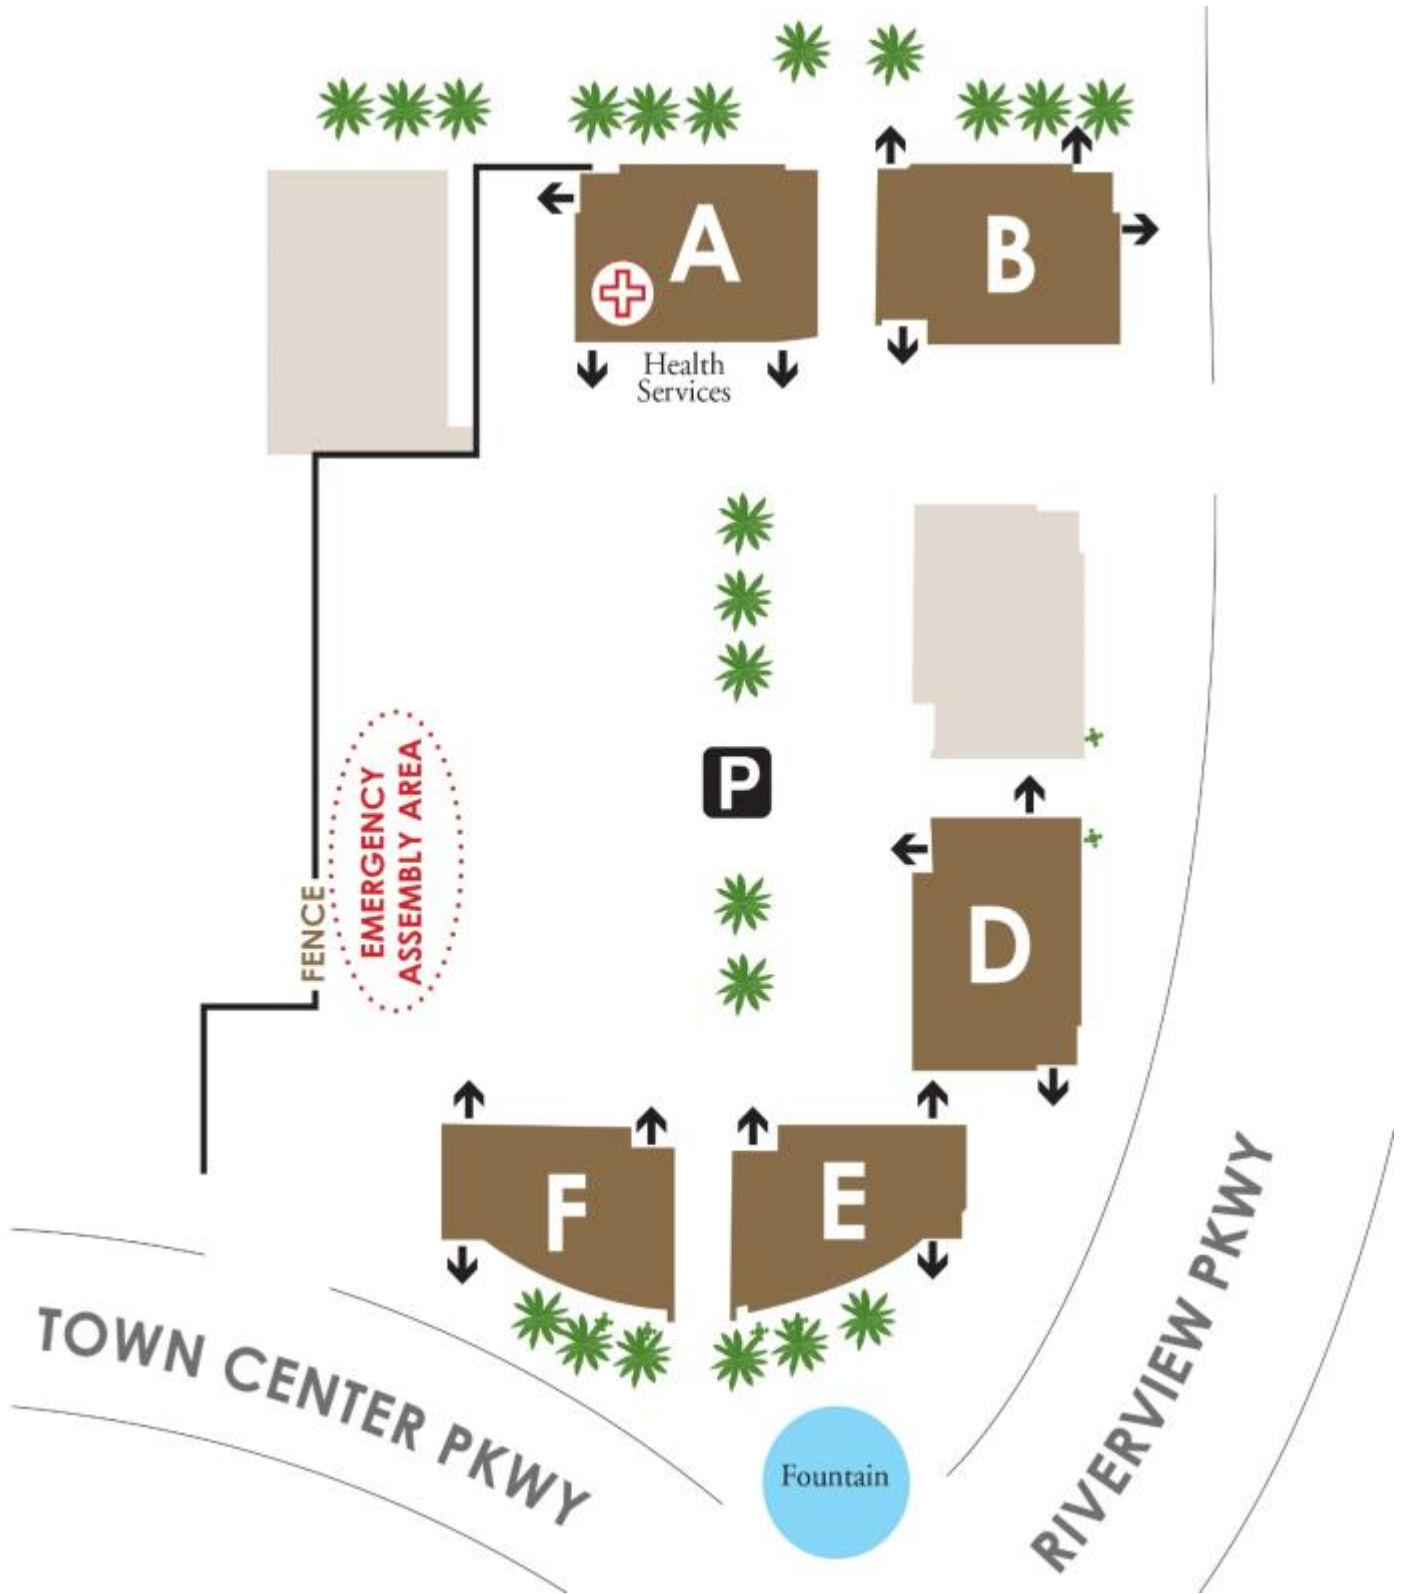 A
B
Health
Services
P
EMERGENCY
ASSEMBLY AREA
FENCE
D
F
E
TOWN CENTER PKWY
RIVERVIEW PKWY
Fountain